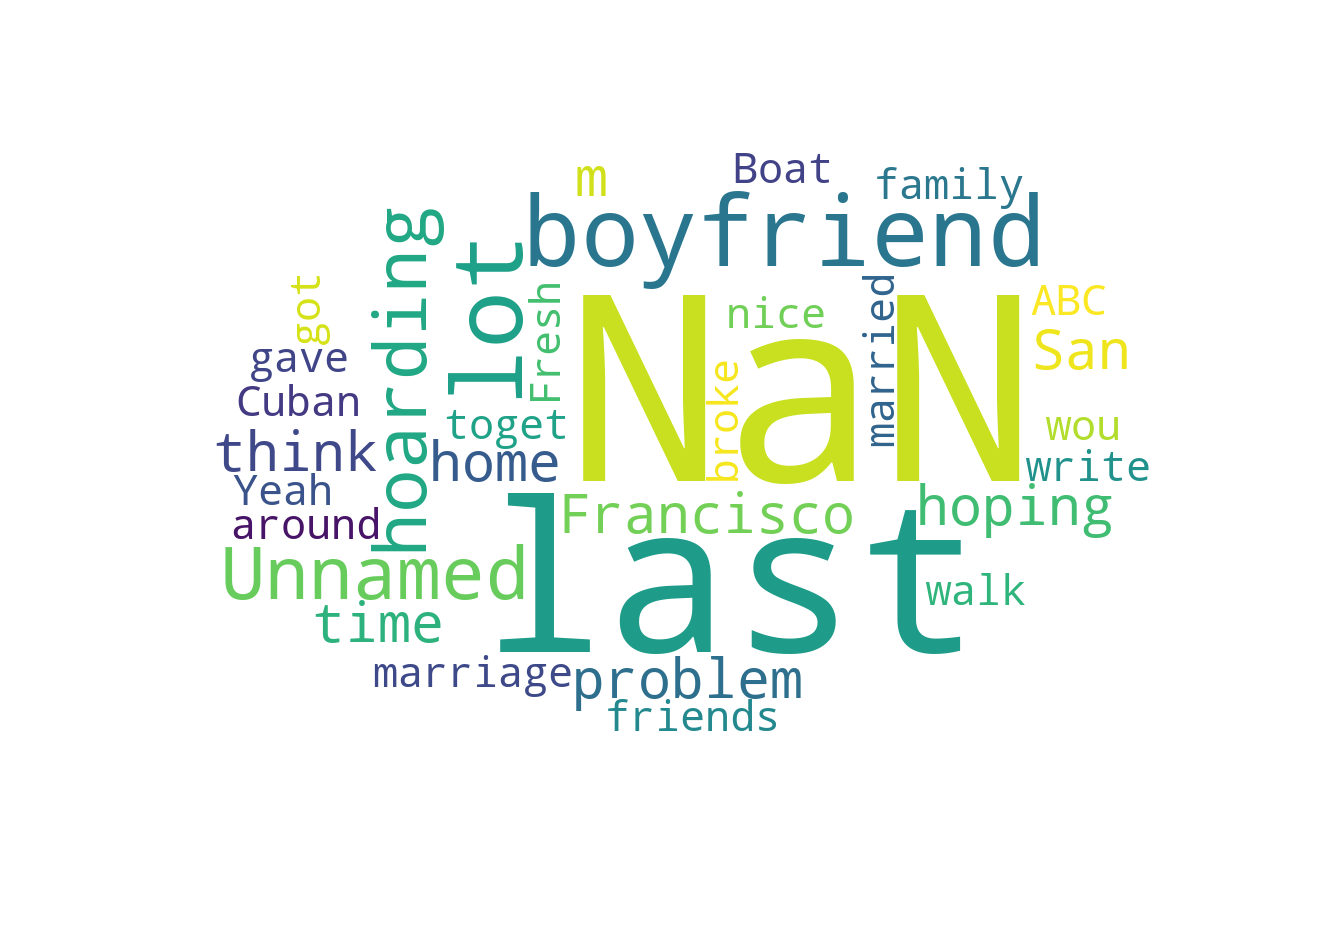 Boat
m
family
boyfriend
hoarding
lot
got
Fresh
NaN
nice
married
ABC
San
gave
Cuban
broke
toget
wou
think
home
write
Yeah
Francisco
hoping
around
Unnamed
last
walk
time
marriage
problem
friends